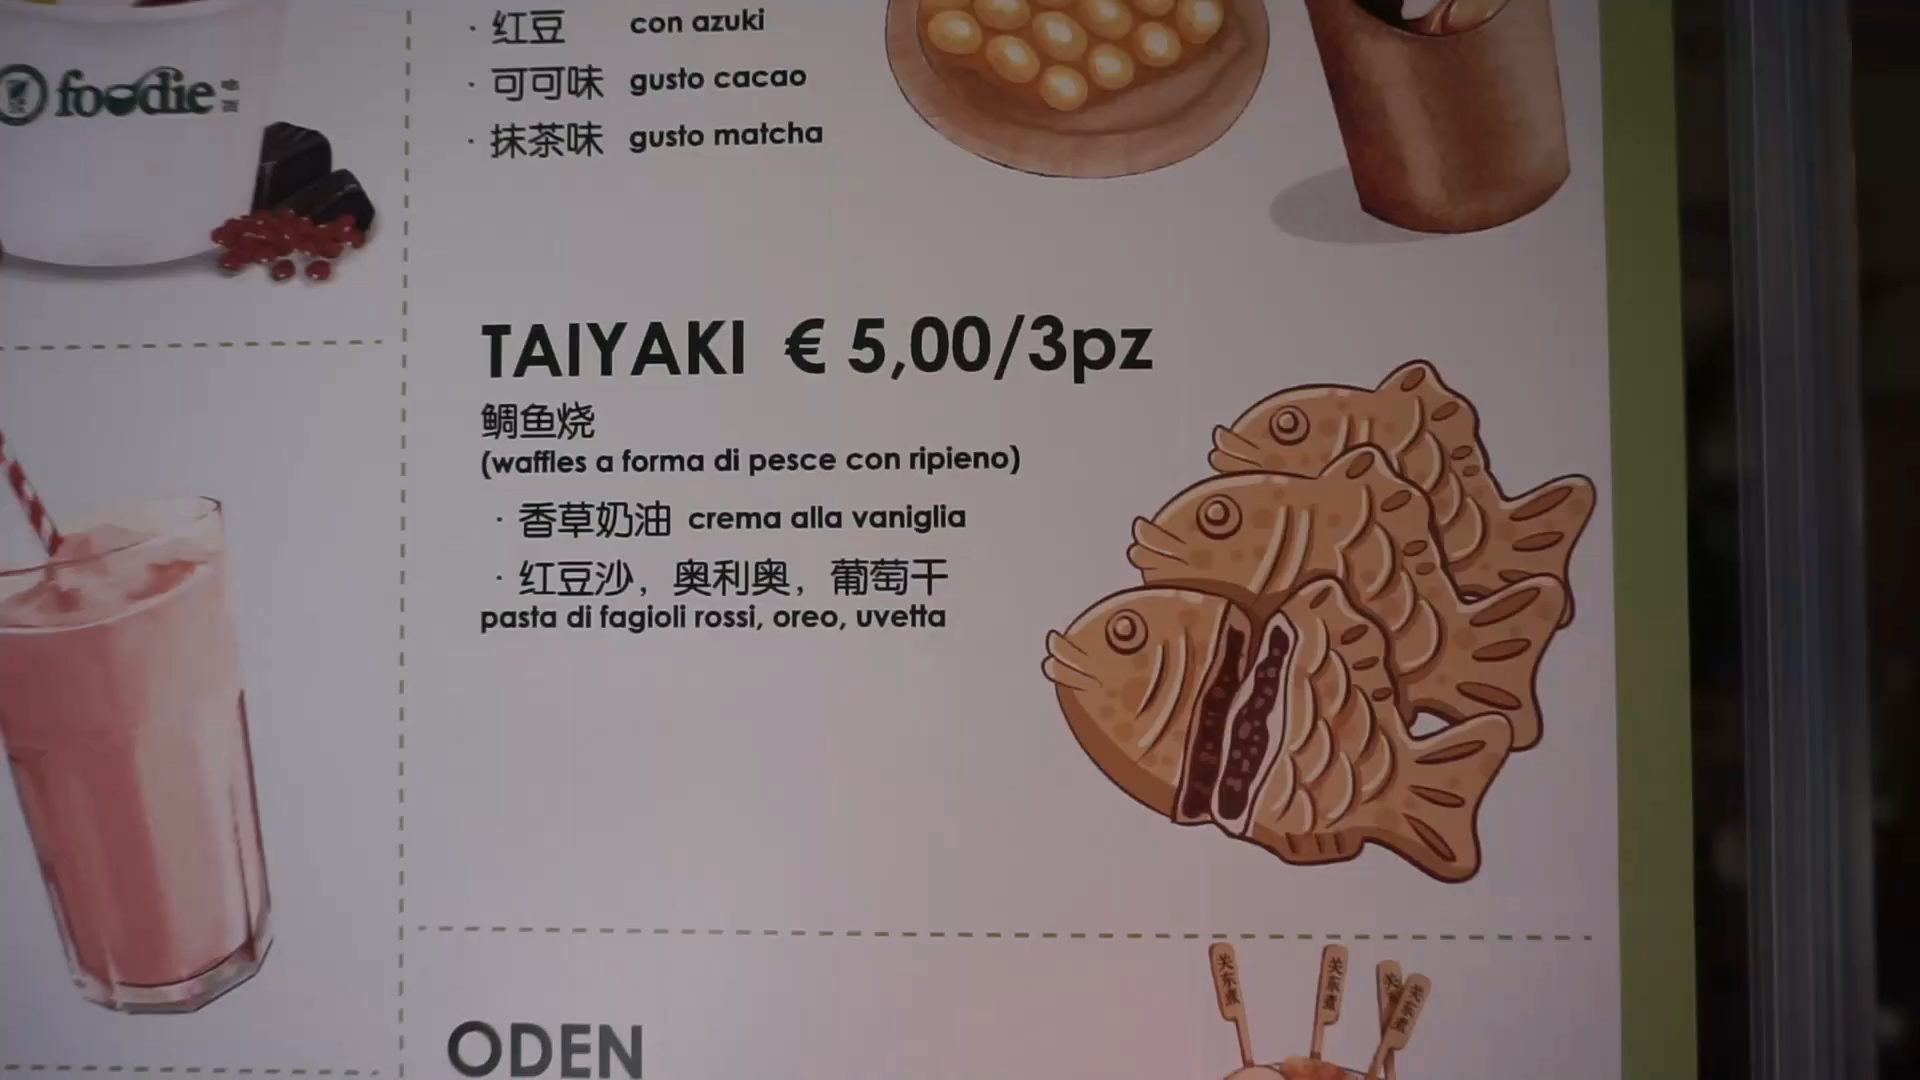 foodie
· 红豆 con azuki
· 可可味 gusto cacao
· 抹茶味 gusto matcha
TAIYAKI € 5,00/3pz
鲷鱼烧
(waffles a forma di pesce con ripieno)
· 香草奶油 crema alla vaniglia
· 红豆沙，奥利奥，葡萄干
pasta di fagioli rossi, oreo, uvetta
关东煮
关东煮
关东煮
ODEN